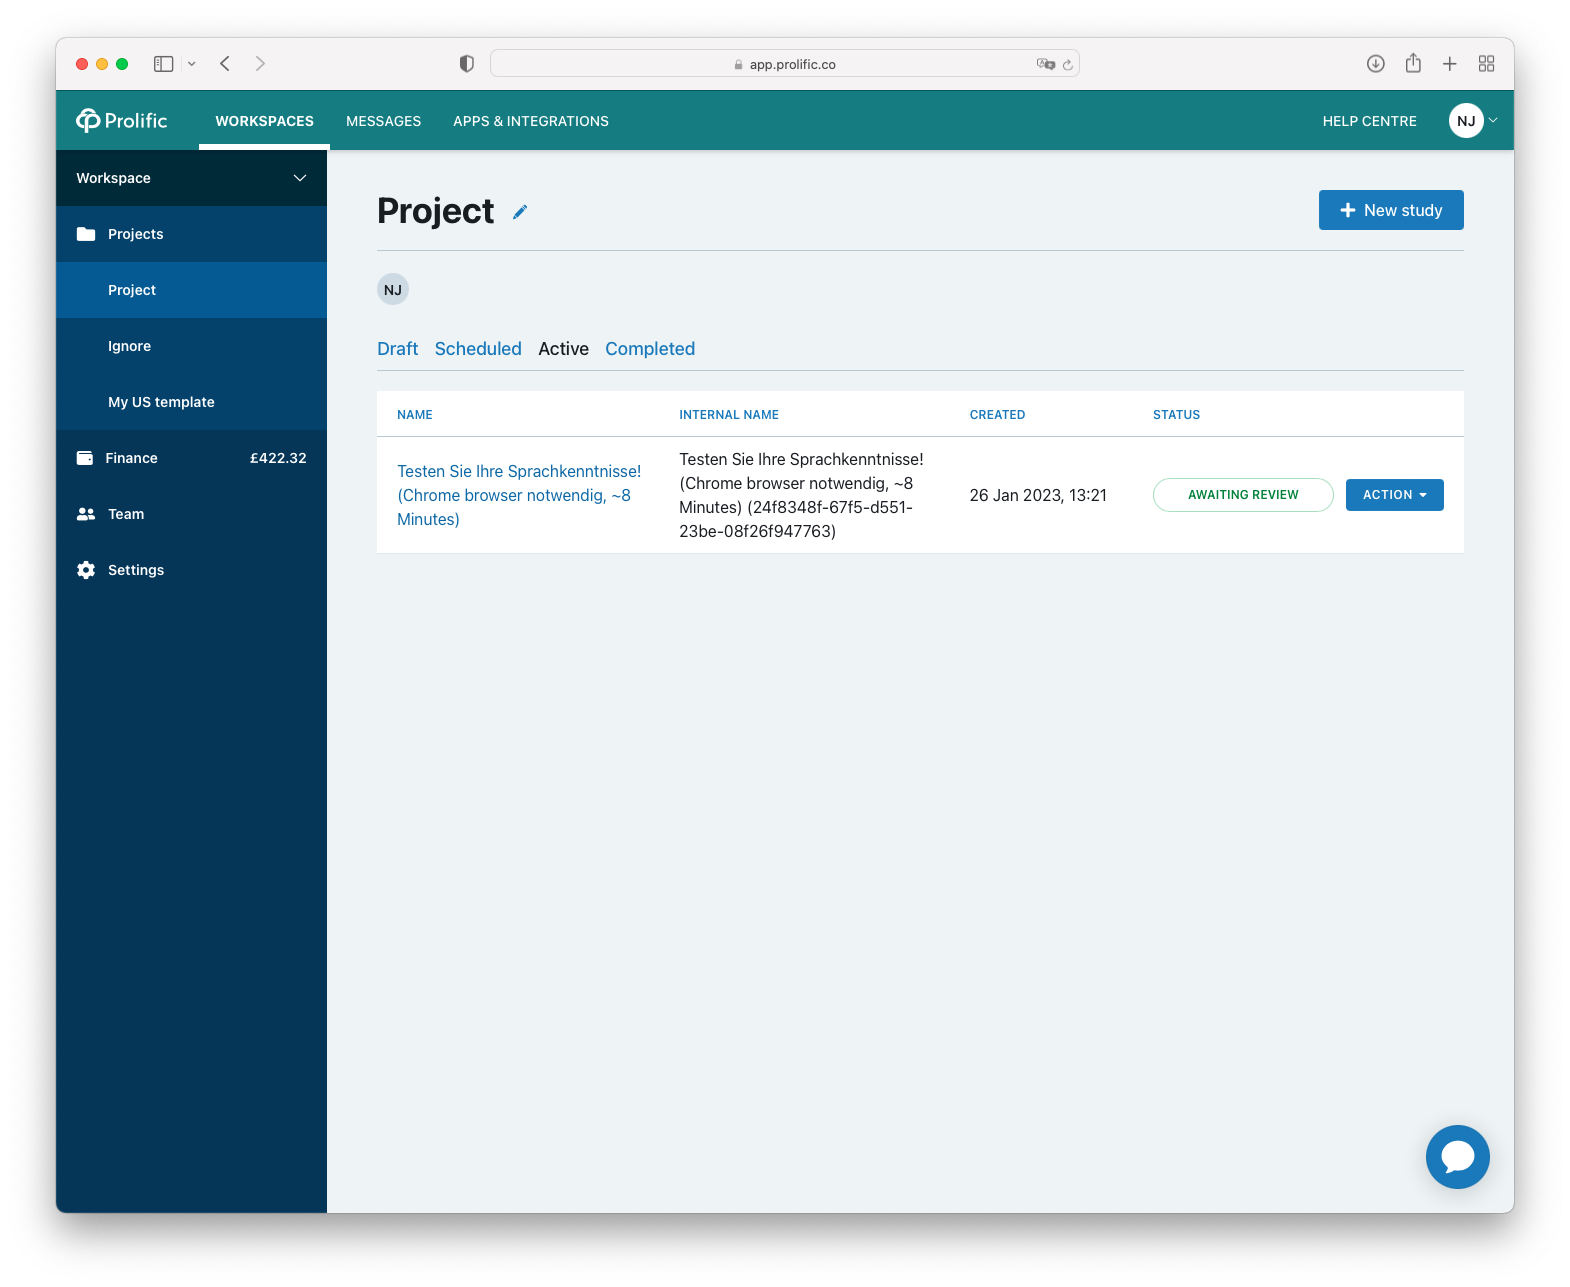 app.prolific.co
Prolific
WORKSPACES
MESSAGES
APPS & INTEGRATIONS
HELP CENTRE
NJ
Workspace
Projects
Project
Ignore
My US template
Finance £422.32
Team
Settings
Project
New study
NJ
Draft Scheduled Active Completed
NAME INTERNAL NAME CREATED STATUS
Testen Sie Ihre Sprachkenntnisse!
(Chrome browser notwendig, ~8
Minutes)
Testen Sie Ihre Sprachkenntnisse!
(Chrome browser notwendig, ~8
Minutes) (24f8348f-67f5-d551-
23be-08f26f947763)
26 Jan 2023, 13:21
AWAITING REVIEW
ACTION